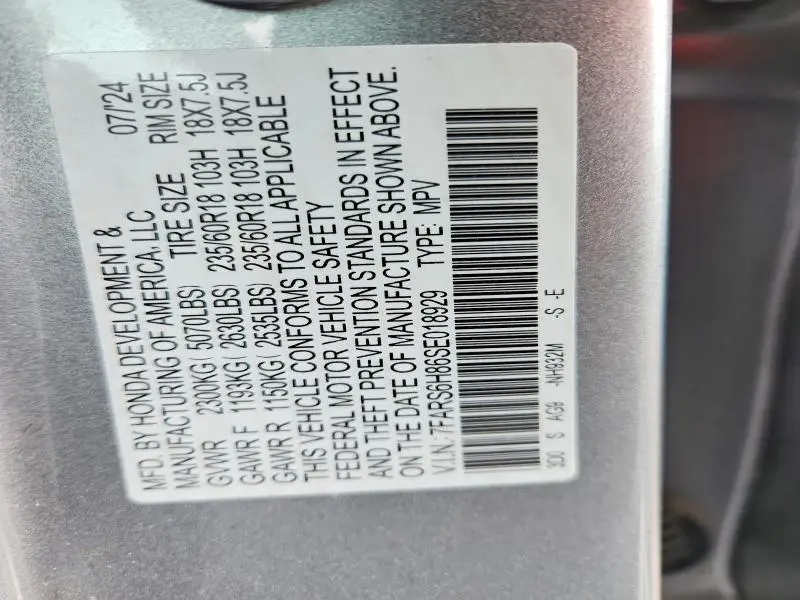 MFD. BY HONDA DEVELOPMENT & 07/'24
MANUFACTURING OF AMERICA, LLC TIRE SIZE RIM SIZE
GVWR 2300KG( 5070LBS) 235/60R18 103H 18X7.5J
GAWR F 1193KG( 2630LBS) 235/60R18 103H 18X7.5J
GAWR R 1150KG( 2535LBS)
THIS VEHICLE CONFORMS TO ALL APPLICABLE
FEDERAL MOTOR VEHICLE SAFETY
AND THEFT PREVENTION STANDARDS IN EFFECT
ON THE DATE OF MANUFACTURE SHOWN ABOVE.
V.I.N.: 7FARS6H86SE018929 TYPE: MPV
3D0 S AG9 -NH932M -S -E